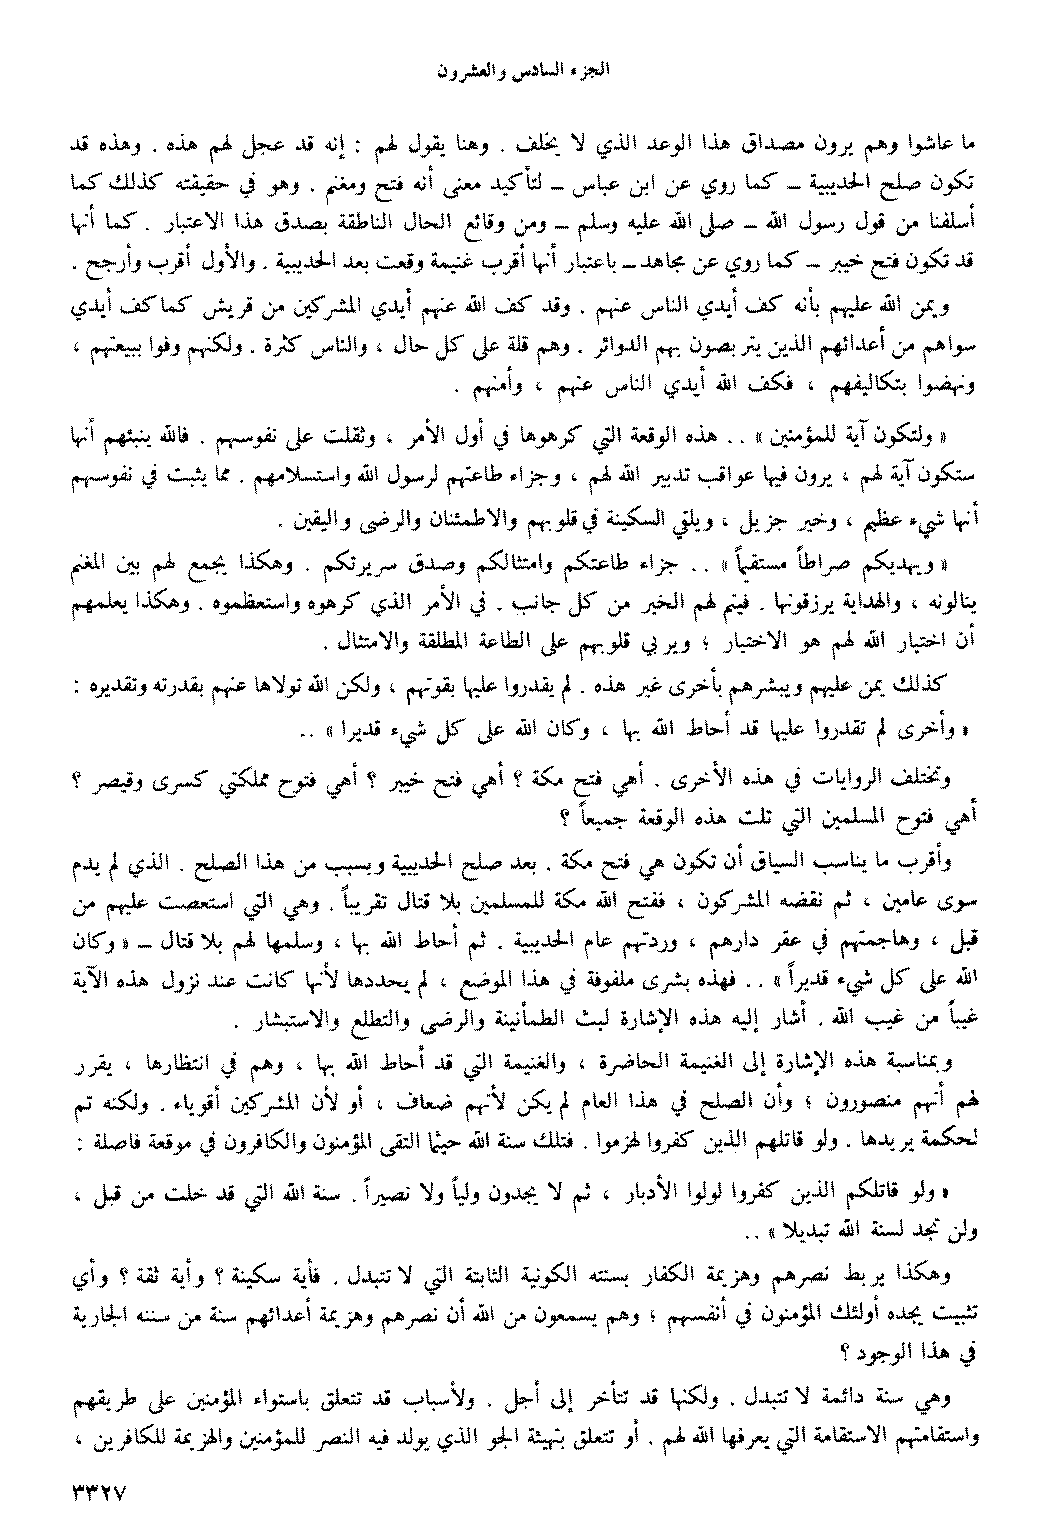 الجزء السادس والعشرون
ما عاشوا وهم يرون مصداق هذا الوعد الذي لا يخلف . وهنا يقول لهم : إنه قد عجل لهم هذه . وهذه قد
تكون صلح الحديبية – كما روي عن ابن عباس – لتأكيد معنى أنه فتح ومغنم . وهو في حقيقته كذلك كما
أسلفنا من قول رسول الله – صلى الله عليه وسلم – ومن وقائع الحال الناطقة بصدق هذا الاعتبار . كما أنها
قد تكون فتح خيبر – كما روي عن مجاهد – باعتبار أنها أقرب غنيمة وقعت بعد الحديبية . والأول أقرب وأرجح .
ويمن الله عليهم بأنه كف أيدي الناس عنهم . وقد كف الله عنهم أيدي المشركين من قريش كما كف أيدي
سواهم من أعدائهم الذين يتربصون بهم الدوائر . وهم قلة على كل حال ، والناس كثرة . ولكنهم وفوا ببيعتهم ،
ونهضوا بتكاليفهم ، فكف الله أيدي الناس عنهم ، وأمنهم .
« ولتكون آية للمؤمنين » .. هذه الوقعة التي كرهوها في أول الأمر ، وثقلت على نفوسهم . فالله ينبئهم أنها
ستكون آية لهم ، يرون فيها عواقب تدبير الله لهم ، وجزاء طاعتهم لرسول الله واستسلامهم . مما يثبت في نفوسهم
أنها شيء عظيم ، وخير جزيل ، ويلقي السكينة في قلوبهم والاطمئنان والرضى واليقين .
« ويهديكم صراطاً مستقيماً » .. جزاء طاعتكم وامتثالكم وصدق سريرتكم . وهكذا يجمع لهم بين المغنم
ينالونه ، والهداية يرزقونها . فيتم لهم الخير من كل جانب . في الأمر الذي كرهوه واستعظموه . وهكذا يعلمهم
أن اختيار الله لهم هو الاختيار ؛ ويربي قلوبهم على الطاعة المطلقة والامتثال .
كذلك يمن عليهم ويبشرهم بأخرى غير هذه . لم يقدروا عليها بقوتهم ، ولكن الله تولاها عنهم بقدرته وتقديره :
« وأخرى لم تقدروا عليها قد أحاط الله بها ، وكان الله على كل شيء قديرا » ..
وتختلف الروايات في هذه الأخرى . أهي فتح مكة ؟ أهي فتح خيبر ؟ أهي فتوح مملكتي كسرى وقيصر ؟
أهي فتوح المسلمين التي تلت هذه الوقعة جميعاً ؟
وأقرب ما يناسب السياق أن تكون هي فتح مكة . بعد صلح الحديبية وبسبب من هذا الصلح . الذي لم يدم
سوى عامين ، ثم نقضه المشركون ، ففتح الله مكة للمسلمين بلا قتال تقريباً . وهي التي استعصت عليهم من
قبل ، وهاجمتهم في عقر دارهم ، وردتهم عام الحديبية . ثم أحاط الله بها ، وسلمها لهم بلا قتال – « وكان
الله على كل شيء قديراً » .. فهذه بشرى ملفوفة في هذا الموضع ، لم يحددها لأنها كانت عند نزول هذه الآية
غيباً من غيب الله . أشار إليه هذه الإشارة لبث الطمأنينة والرضى والتطلع والاستبشار .
وبمناسبة هذه الإشارة إلى الغنيمة الحاضرة ، والغنيمة التي قد أحاط الله بها ، وهم في انتظارها ، يقرر
لهم أنهم منصورون ؛ وأن الصلح في هذا العام لم يكن لأنهم ضعاف ، أو لأن المشركين أقوياء . ولكنه تم
لحكمة يريدها . ولو قاتلهم الذين كفروا لهزموا . فتلك سنة الله حيثما التقى المؤمنون والكافرون في موقعة فاصلة :
« ولو قاتلكم الذين كفروا لولوا الأدبار ، ثم لا يجدون ولياً ولا نصيراً . سنة الله التي قد خلت من قبل ،
ولن تجد لسنة الله تبديلا » ..
وهكذا يربط نصرهم وهزيمة الكفار بسنته الكونية الثابتة التي لا تتبدل . فأية سكينة ؟ وأية ثقة ؟ وأي
تثبيت يجده أولئك المؤمنون في أنفسهم ؛ وهم يسمعون من الله أن نصرهم وهزيمة أعدائهم سنة من سننه الجارية
في هذا الوجود ؟
وهي سنة دائمة لا تتبدل . ولكنها قد تتأخر إلى أجل . ولأسباب قد تتعلق باستواء المؤمنين على طريقهم
واستقامتهم الاستقامة التي يعرفها الله لهم . أو تتعلق بتهيئة الجو الذي يولد فيه النصر للمؤمنين والهزيمة للكافرين ،
٣٣٢٧